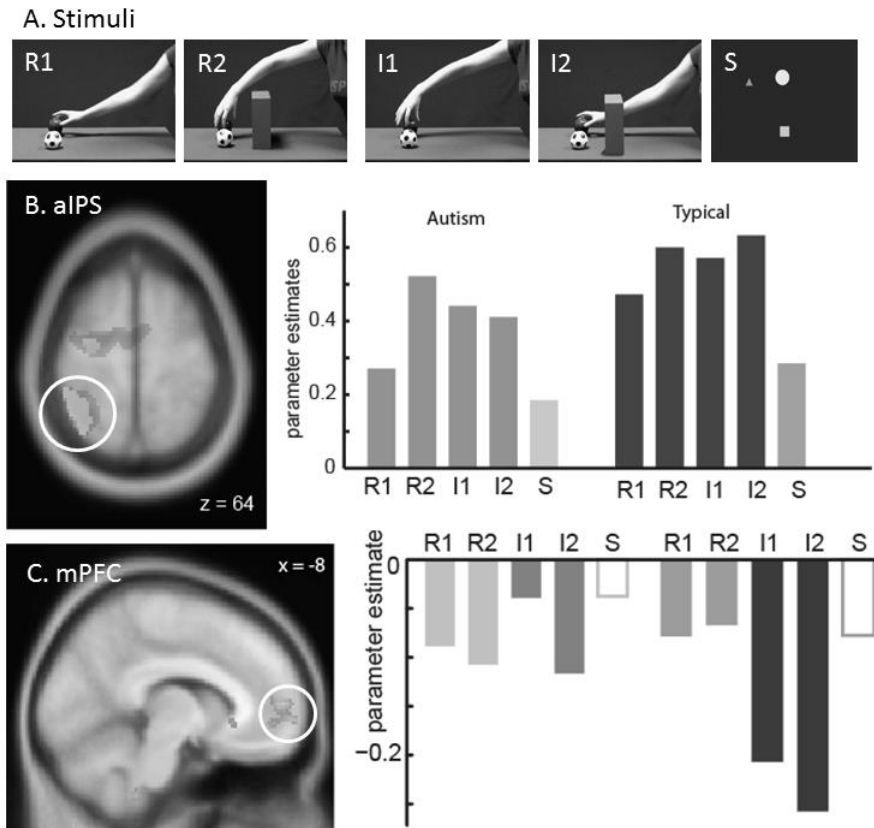 A. Stimuli
R1 R2 I1 I2 S
B. aIPS
z = 64
Autism Typical
parameter estimates
0.6
0.4
0.2
0
R1 R2 I1 I2 S R1 R2 I1 I2 S
C. mPFC
x = -8
R1 R2 I1 I2 S R1 R2 I1 I2 S
parameter estimate
0
−0.2